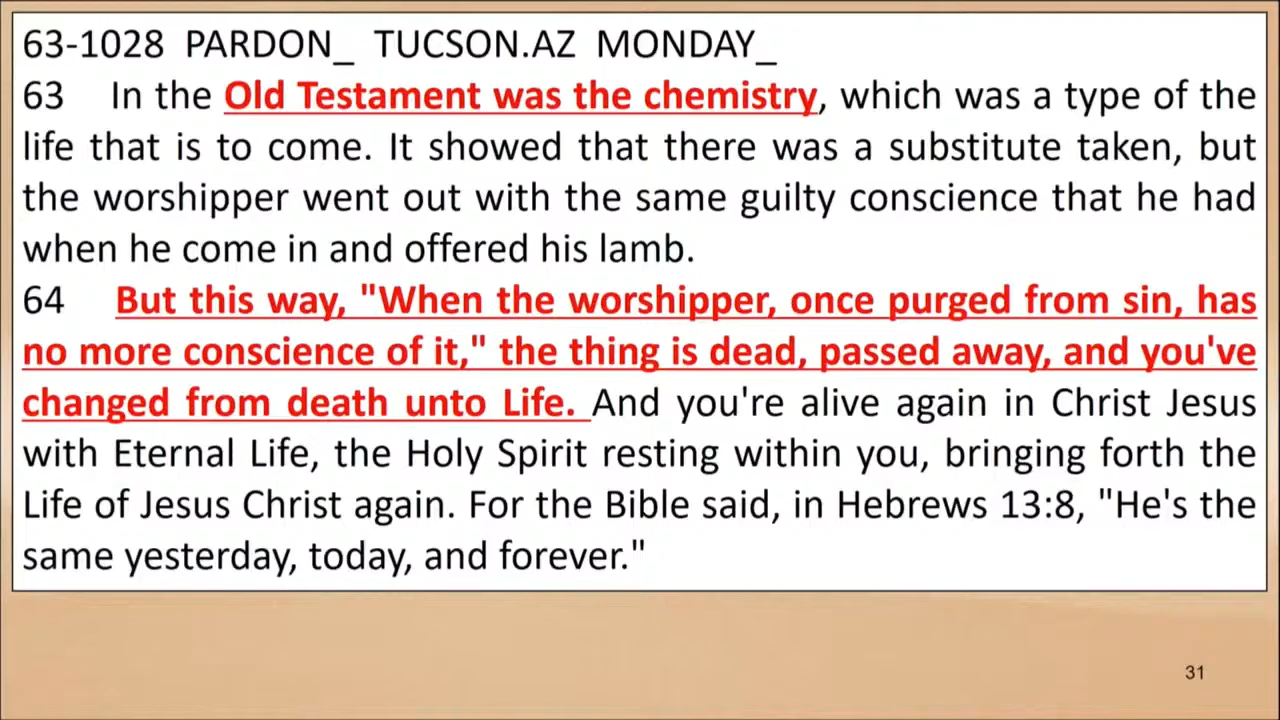 63-1028 PARDON_ TUCSON.AZ MONDAY_
63 In the Old Testament was the chemistry, which was a type of the
life that is to come. It showed that there was a substitute taken, but
the worshipper went out with the same guilty conscience that he had
when he come in and offered his lamb.
64 But this way, "When the worshipper, once purged from sin, has
no more conscience of it," the thing is dead, passed away, and you've
changed from death unto Life. And you're alive again in Christ Jesus
with Eternal Life, the Holy Spirit resting within you, bringing forth the
Life of Jesus Christ again. For the Bible said, in Hebrews 13:8, "He's the
same yesterday, today, and forever."
31